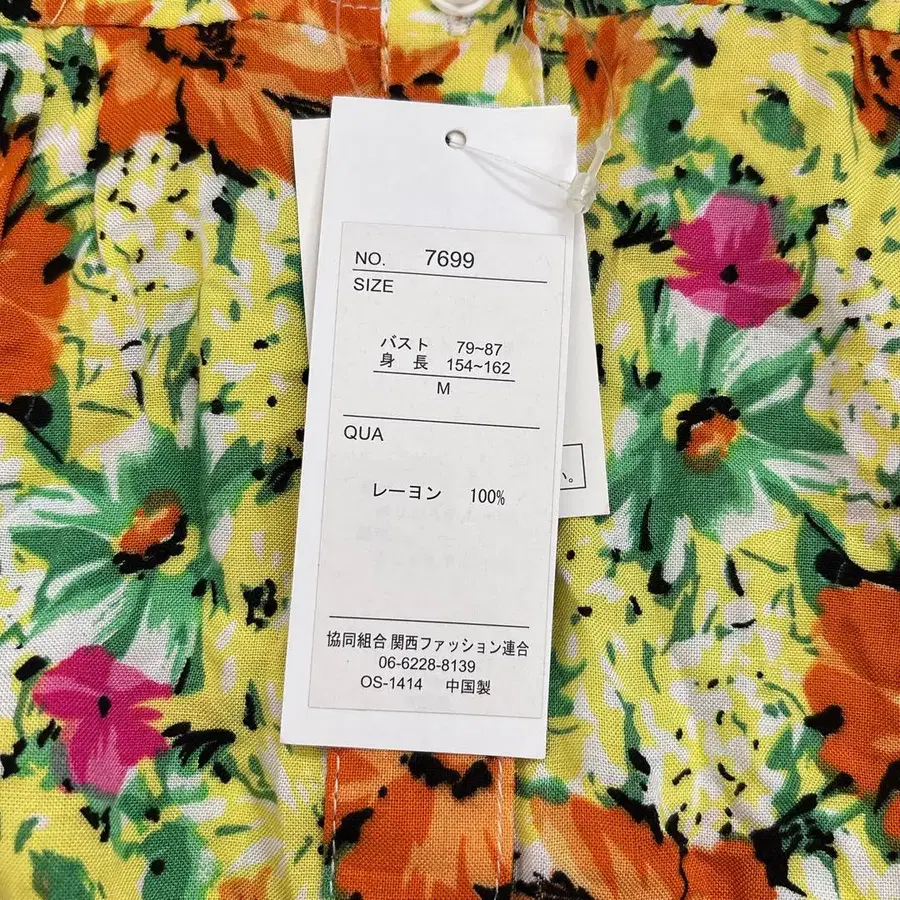 NO. 7699
SIZE
バスト 79~87
身長 154~162
M
QUA
レーヨン 100%
協同組合 関西ファッション連合
06-6228-8139
OS-1414 中国製
い。